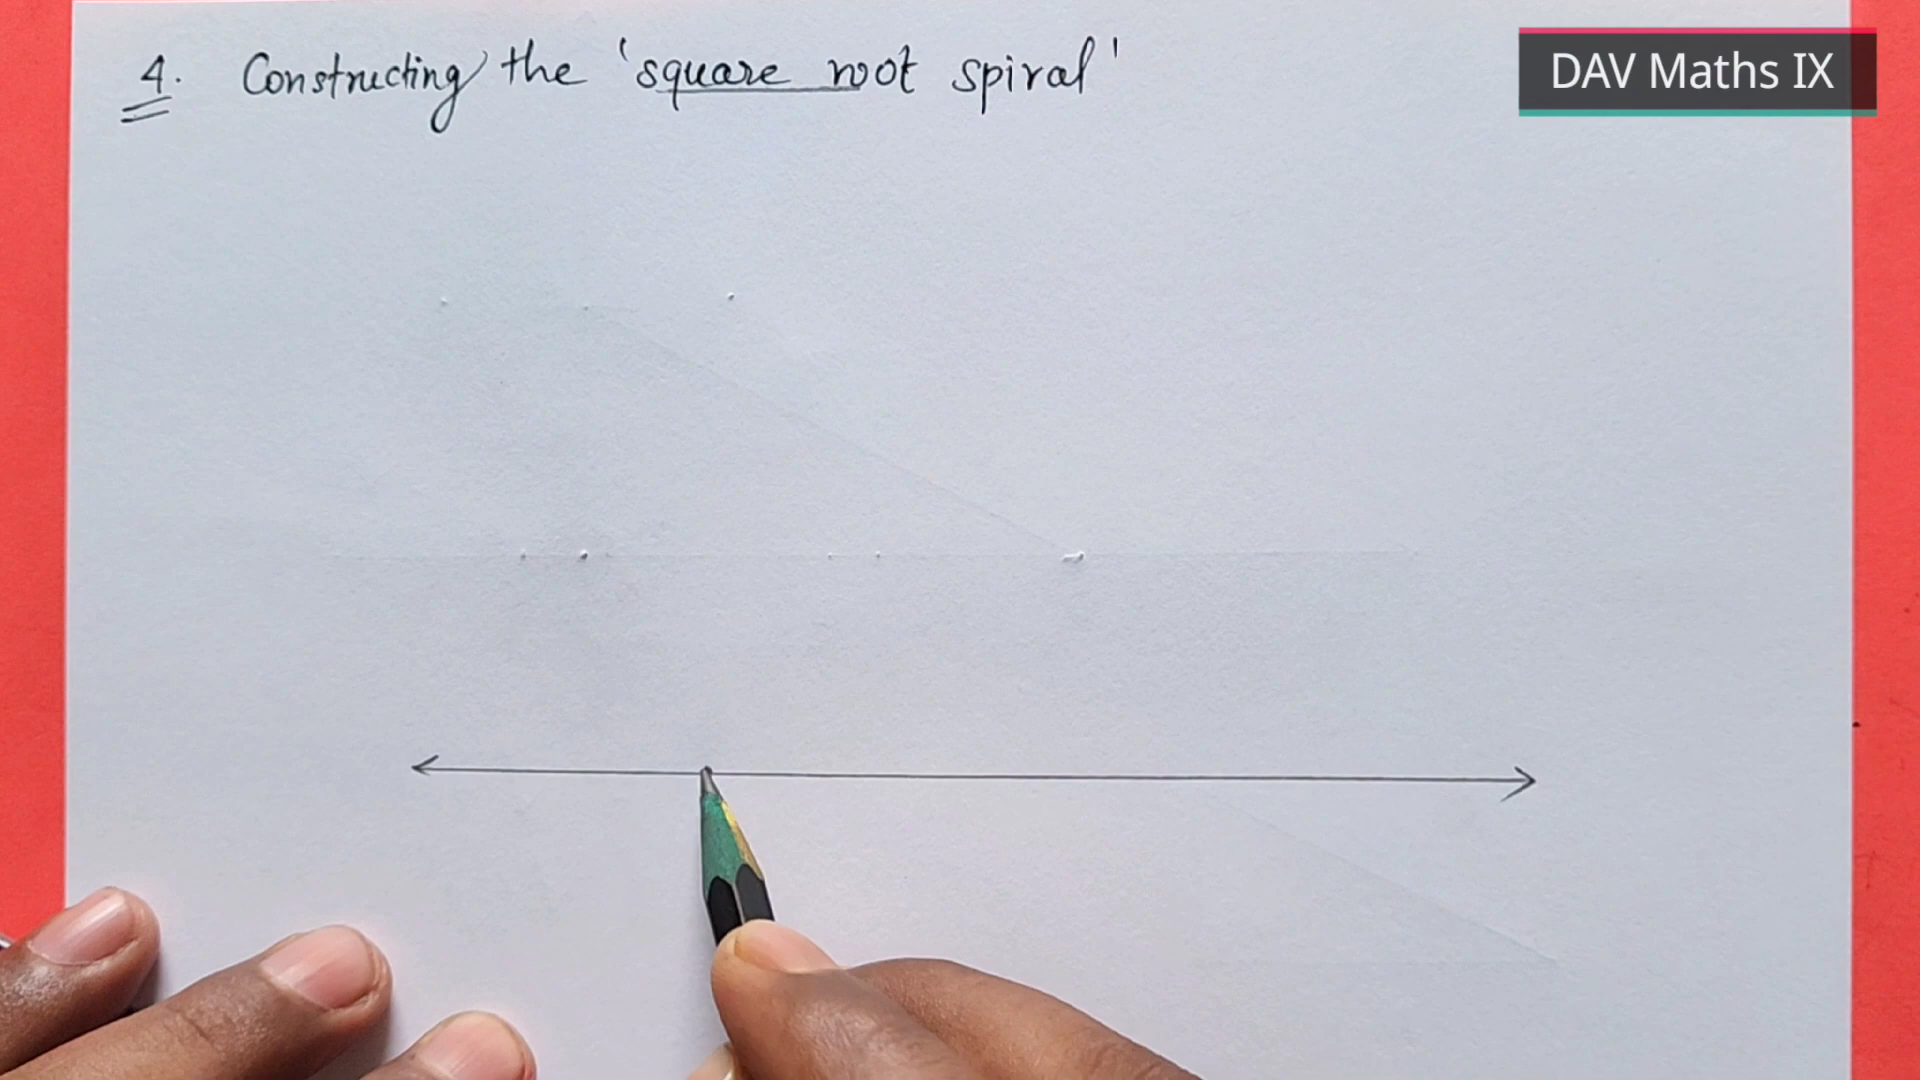 4. Constructing the 'square root spiral'
DAV Maths IX